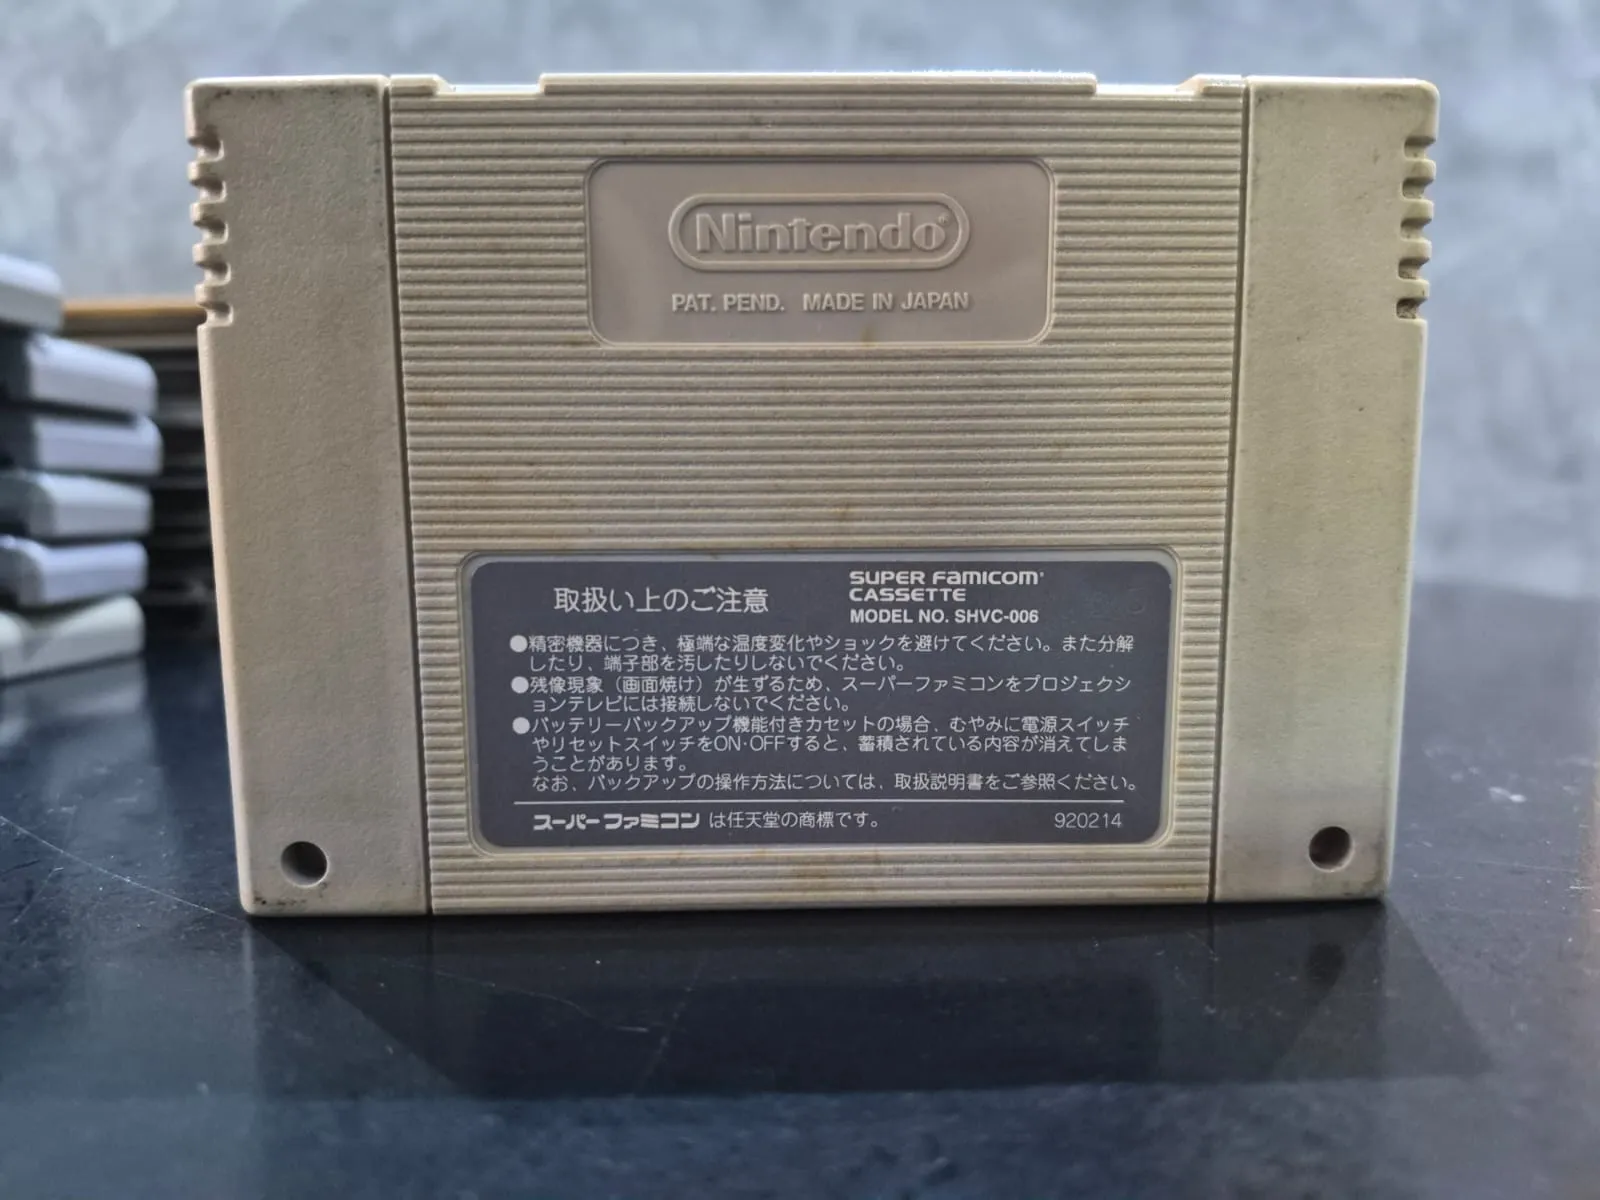 Nintendo®
PAT. PEND. MADE IN JAPAN
取扱い上のご注意
SUPER FAMICOM®
CASSETTE
MODEL NO. SHVC-006
●精密機器につき、極端な温度変化やショックを避けてください。また分解
したり、端子部を汚したりしないでください。
●残像現象（画面焼け）が生ずるため、スーパーファミコンをプロジェクシ
ョンテレビには接続しないでください。
●バッテリーバックアップ機能付きカセットの場合、むやみに電源スイッチ
やリセットスイッチをON･OFFすると、蓄積されている内容が消えてしま
うことがあります。
なお、バックアップの操作方法については、取扱説明書をご参照ください。
スーパーファミコン は任天堂の商標です。
920214